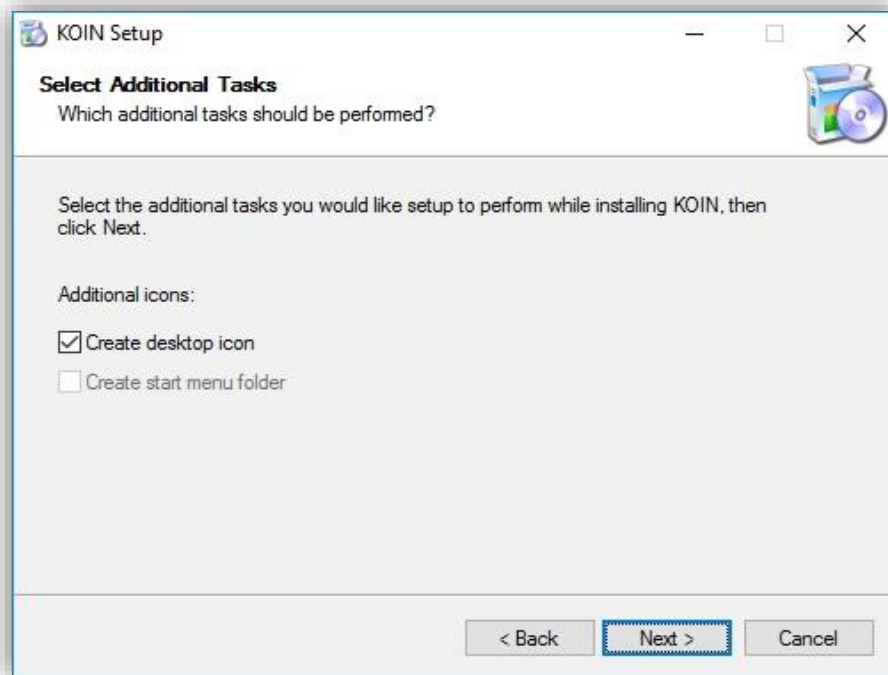 KOIN Setup
Select Additional Tasks
Which additional tasks should be performed?
Select the additional tasks you would like setup to perform while installing KOIN, then
click Next.
Additional icons:
Create desktop icon
Create start menu folder
< Back Next > Cancel